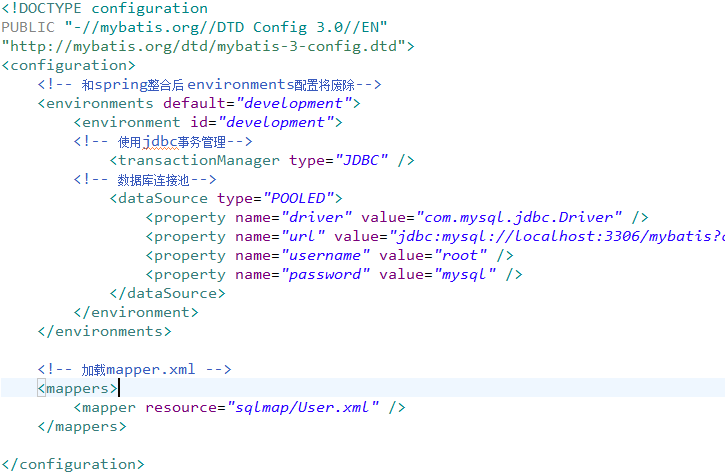 <!DOCTYPE configuration
PUBLIC "-//mybatis.org//DTD Config 3.0//EN"
"http://mybatis.org/dtd/mybatis-3-config.dtd">
<configuration>
    <!-- 和spring整合后 environments配置将废除-->
    <environments default="development">
        <environment id="development">
        <!-- 使用jdbc事务管理-->
            <transactionManager type="JDBC" />
        <!-- 数据库连接池-->
            <dataSource type="POOLED">
                <property name="driver" value="com.mysql.jdbc.Driver" />
                <property name="url" value="jdbc:mysql://localhost:3306/mybatis?
                <property name="username" value="root" />
                <property name="password" value="mysql" />
            </dataSource>
        </environment>
    </environments>

    <!-- 加载mapper.xml -->
    <mappers>
        <mapper resource="sqlmap/User.xml" />
    </mappers>

</configuration>